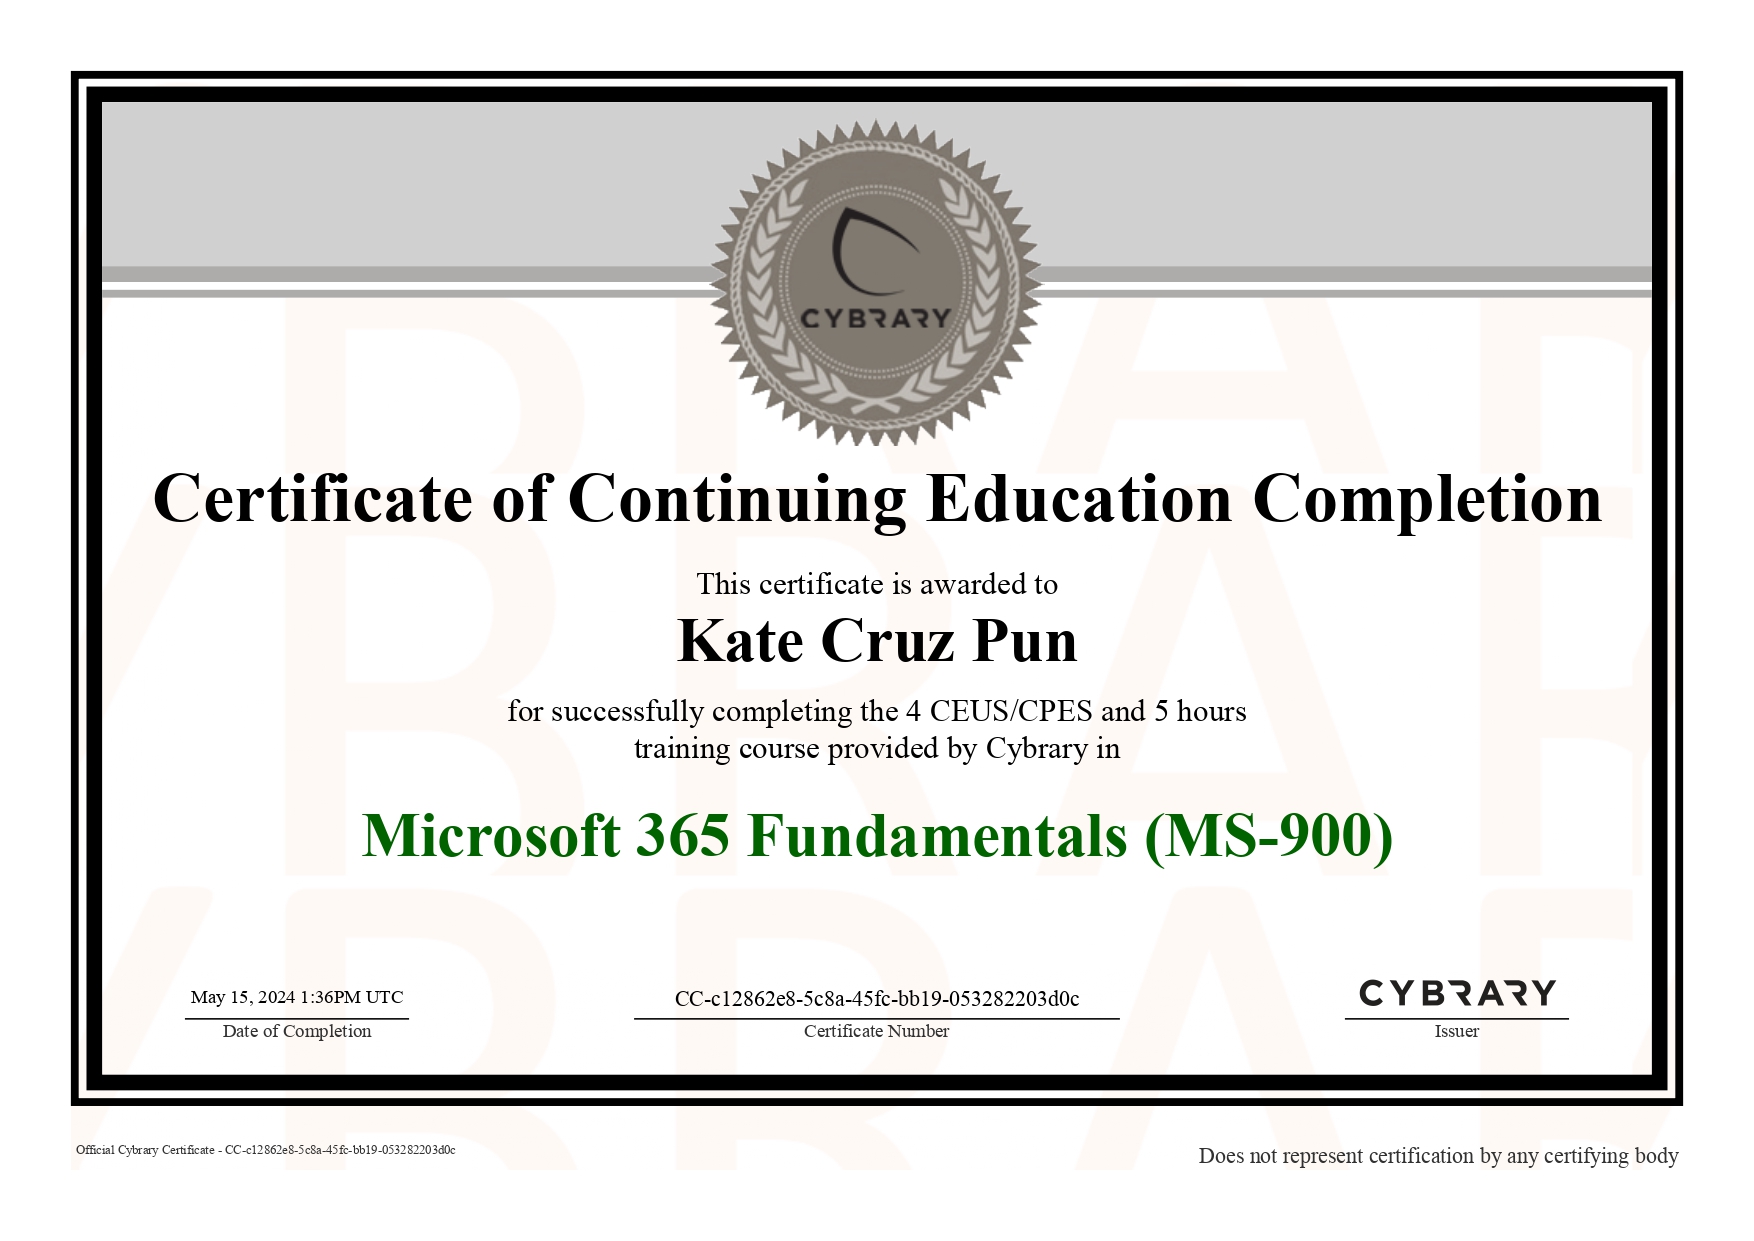 CYBRARY
Certificate of Continuing Education Completion
This certificate is awarded to
Kate Cruz Pun
for successfully completing the 4 CEUS/CPES and 5 hours
training course provided by Cybrary in
Microsoft 365 Fundamentals (MS-900)
May 15, 2024 1:36PM UTC
Date of Completion
CC-c12862e8-5c8a-45fc-bb19-053282203d0c
Certificate Number
CYBRARY
Issuer
Official Cybrary Certificate - CC-c12862e8-5c8a-45fc-bb19-053282203d0c
Does not represent certification by any certifying body